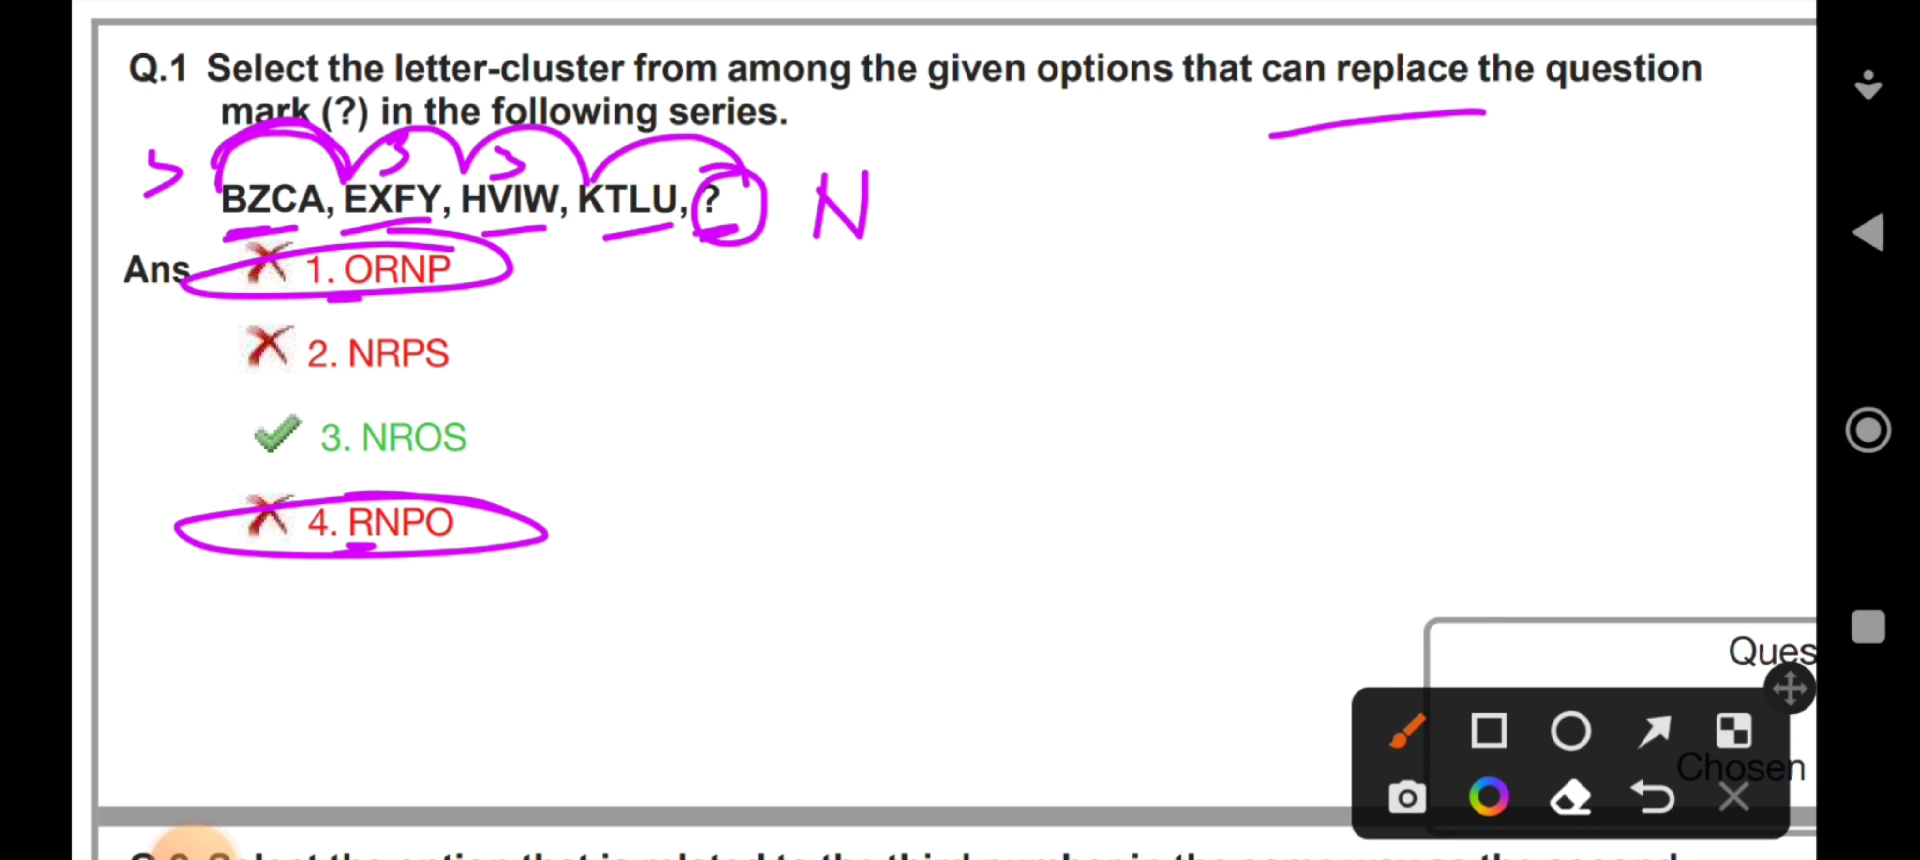 Q.1 Select the letter-cluster from among the given options that can replace the question
mark (?) in the following series.
BZCA, EXFY, HVIW, KTLU, ? N
Ans 1. ORNP
2. NRPS
3. NROS
4. RNPO
Ques
Chosen